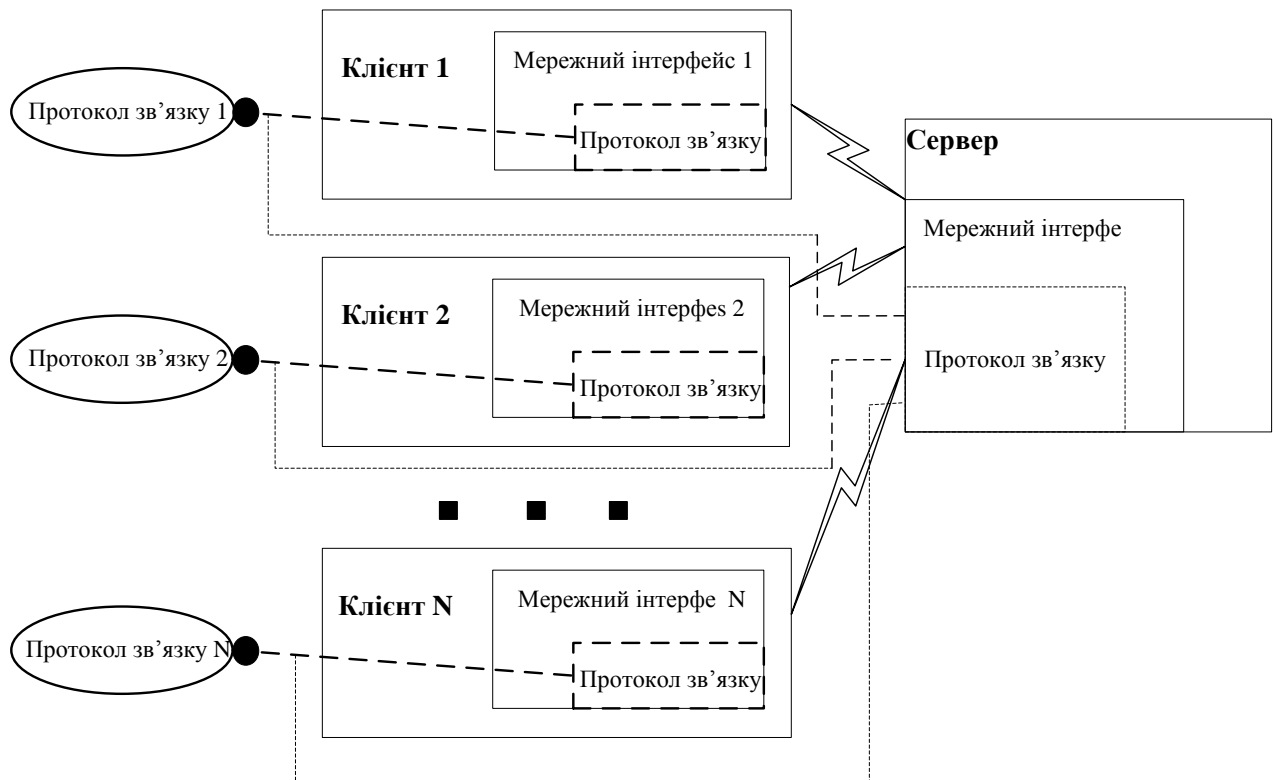 Клієнт 1
Мережний інтерфейс 1
Протокол зв’язку 1
Протокол зв’язку
Сервер
Мережний інтерфе
Протокол зв’язку
Клієнт 2
Мережний інтерфеs 2
Протокол зв’язку 2
Протокол зв’язку
Клієнт N
Мережний інтерфе N
Протокол зв’язку N
Протокол зв’язку